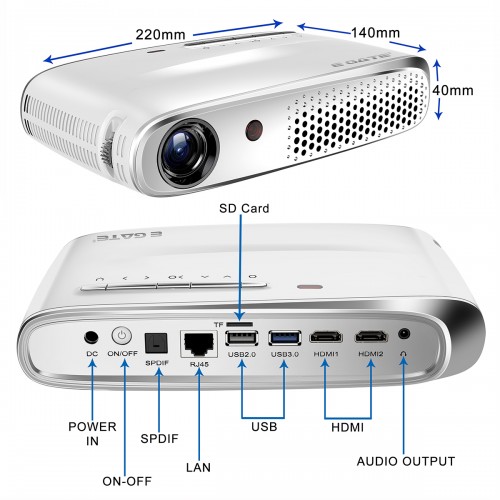 220mm
140mm
40mm
E GATE
SD Card
E GATE
TF
DC
ON/OFF
SPDIF
RJ45
USB2.0
USB3.0
HDMI1
HDMI2
POWER
IN
SPDIF
USB
HDMI
LAN
AUDIO OUTPUT
ON-OFF